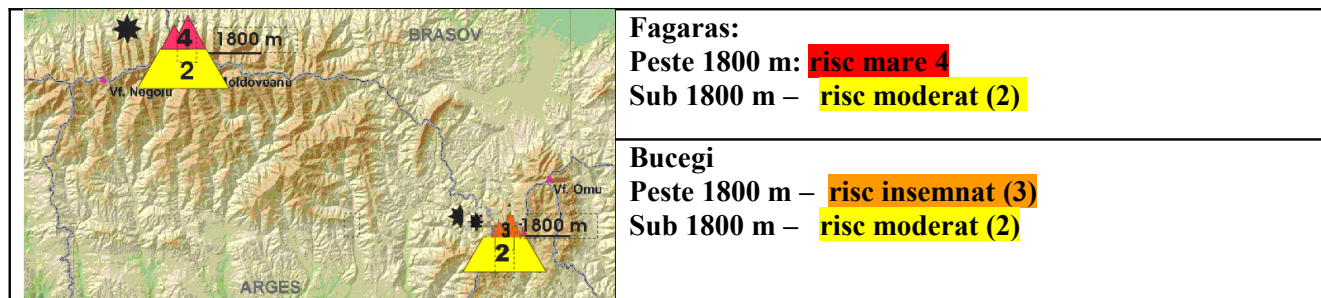 BRASOV
4
1800 m
2
Moldoveanu
Vf. Negoiu
Vf. Omu
3
1800 m
2
ARGES
Fagaras:
Peste 1800 m: risc mare 4
Sub 1800 m – risc moderat (2)
Bucegi
Peste 1800 m – risc insemnat (3)
Sub 1800 m – risc moderat (2)